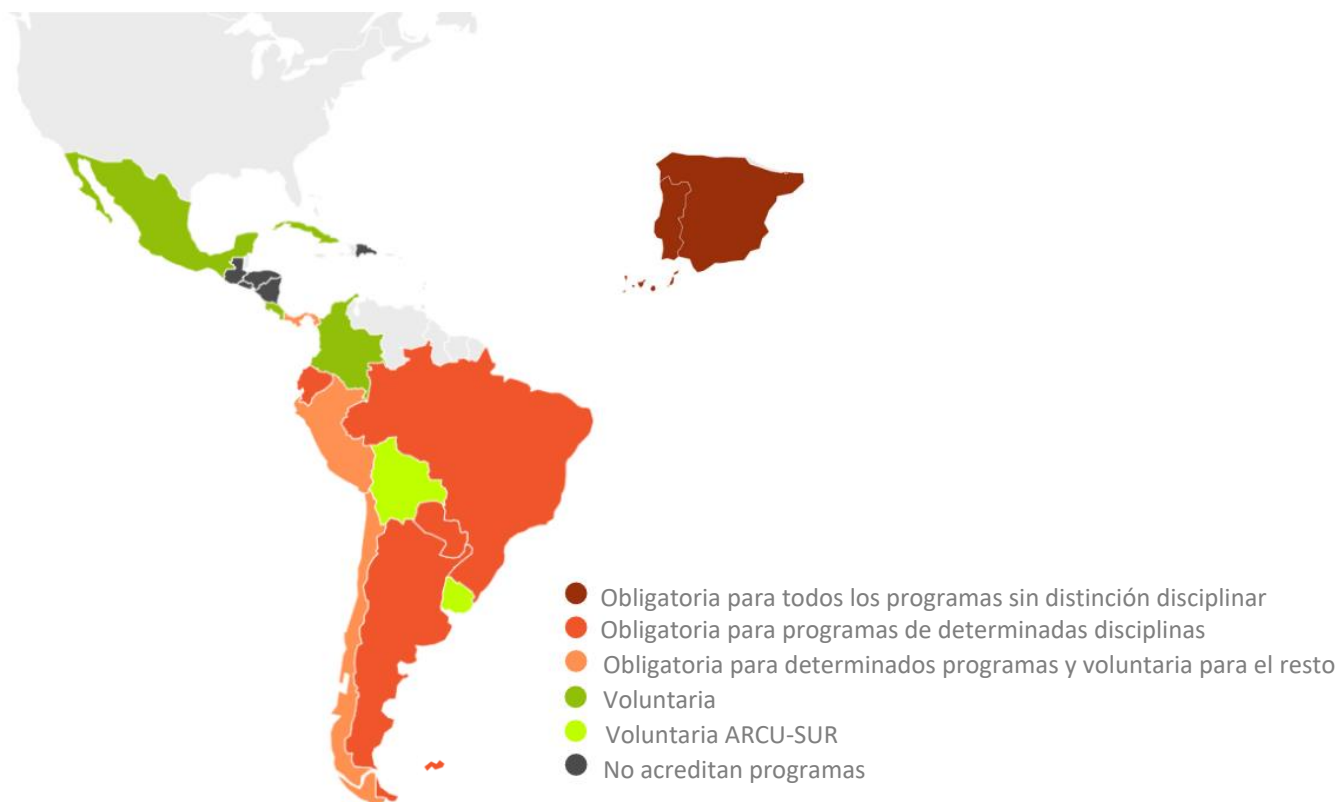 Obligatoria para todos los programas sin distinción disciplinar
Obligatoria para programas de determinadas disciplinas
Obligatoria para determinados programas y voluntaria para el resto
Voluntaria
Voluntaria ARCU-SUR
No acreditan programas